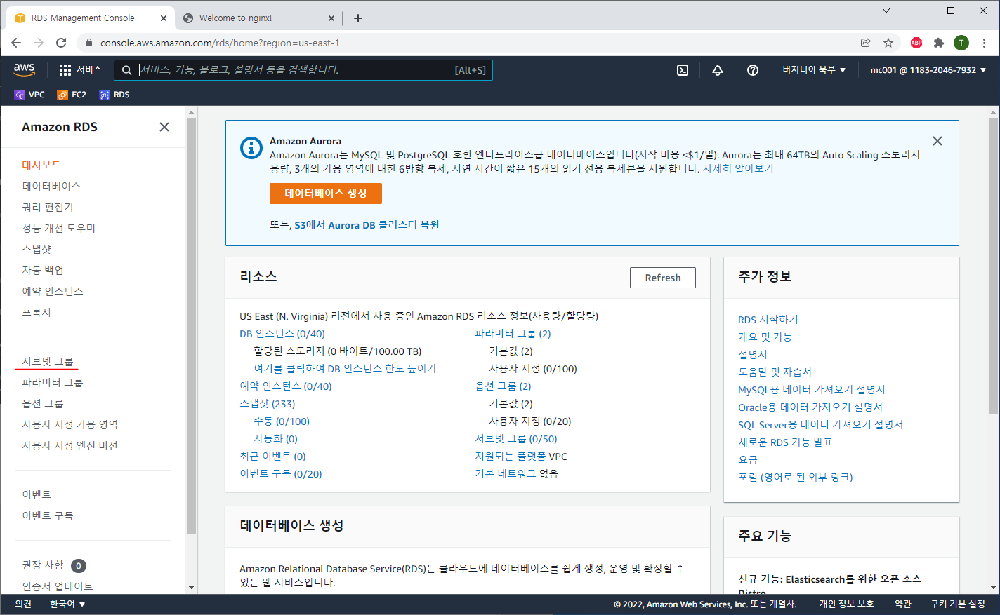 RDS Management Console
Welcome to nginx!
console.aws.amazon.com/rds/home?region=us-east-1
ABP
T
aws
서비스
서비스, 기능, 블로그, 설명서 등을 검색합니다.
[Alt+S]
버지니아 북부 ▼
mc001 @ 1183-2046-7932 ▼
VPC
EC2
RDS
Amazon RDS
대시보드
데이터베이스
쿼리 편집기
성능 개선 도우미
스냅샷
자동 백업
예약 인스턴스
프록시
서브넷 그룹
파라미터 그룹
옵션 그룹
사용자 지정 가용 영역
사용자 지정 엔진 버전
이벤트
이벤트 구독
권장 사항 0
인증서 업데이트
Amazon Aurora
Amazon Aurora는 MySQL 및 PostgreSQL 호환 엔터프라이즈급 데이터베이스입니다(시작 비용 <$1/일). Aurora는 최대 64TB의 Auto Scaling 스토리지
용량, 3개의 가용 영역에 대한 6방향 복제, 지연 시간이 짧은 15개의 읽기 전용 복제본을 지원합니다. 자세히 알아보기
데이터베이스 생성
또는, S3에서 Aurora DB 클러스터 복원
리소스
Refresh
US East (N. Virginia) 리전에서 사용 중인 Amazon RDS 리소스 정보(사용량/할당량)
DB 인스턴스 (0/40)
할당된 스토리지 (0 바이트/100.00 TB)
여기를 클릭하여 DB 인스턴스 한도 높이기
예약 인스턴스 (0/40)
스냅샷 (233)
수동 (0/100)
자동화 (0)
최근 이벤트 (0)
이벤트 구독 (0/20)
파라미터 그룹 (2)
기본값 (2)
사용자 지정 (0/100)
옵션 그룹 (2)
기본값 (2)
사용자 지정 (0/20)
서브넷 그룹 (0/50)
지원되는 플랫폼 VPC
기본 네트워크 없음
추가 정보
RDS 시작하기
개요 및 기능
설명서
도움말 및 자습서
MySQL용 데이터 가져오기 설명서
Oracle용 데이터 가져오기 설명서
SQL Server용 데이터 가져오기 설명서
새로운 RDS 기능 발표
요금
포럼 (영어로 된 외부 링크)
데이터베이스 생성
Amazon Relational Database Service(RDS)는 클라우드에 데이터베이스를 쉽게 생성, 운영 및 확장할 수
있는 웹 서비스입니다.
주요 기능
신규 기능: Elasticsearch를 위한 오픈 소스
Distro
의견
한국어 ▼
© 2022, Amazon Web Services, Inc. 또는 계열사.
개인 정보 보호
약관
쿠키 기본 설정